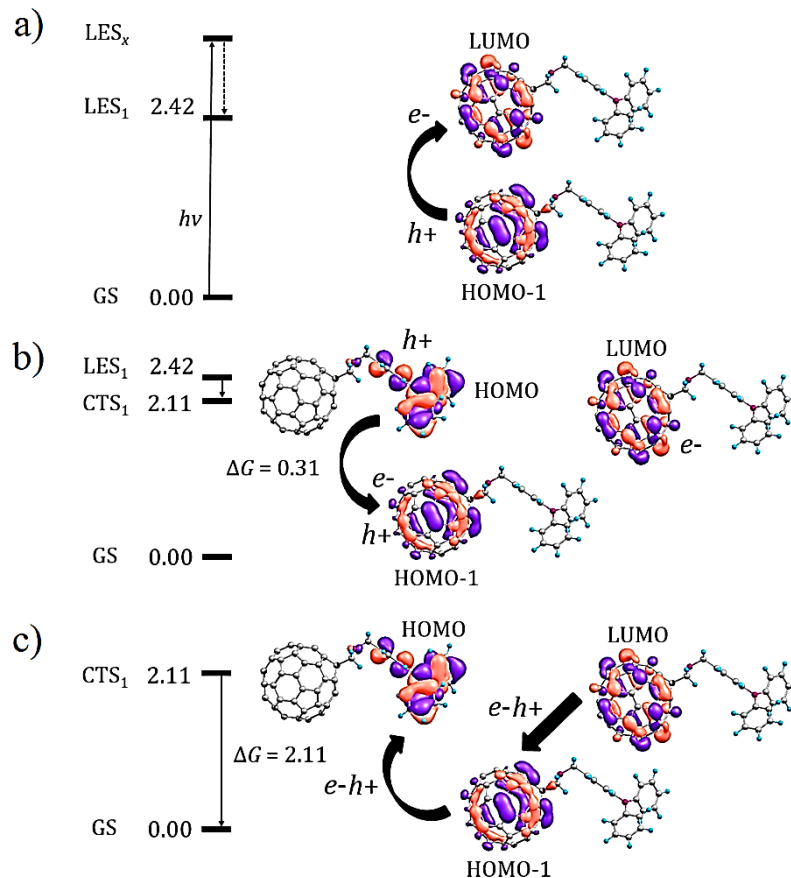 a)
LESx
LES1 2.42
hν
GS 0.00
LUMO
e-
h+
HOMO-1
b)
LES1 2.42
CTS1 2.11
ΔG = 0.31
GS 0.00
h+
HOMO
e-
h+
HOMO-1
LUMO
e-
c)
CTS1 2.11
ΔG = 2.11
GS 0.00
HOMO
e-h+
LUMO
e-h+
HOMO-1